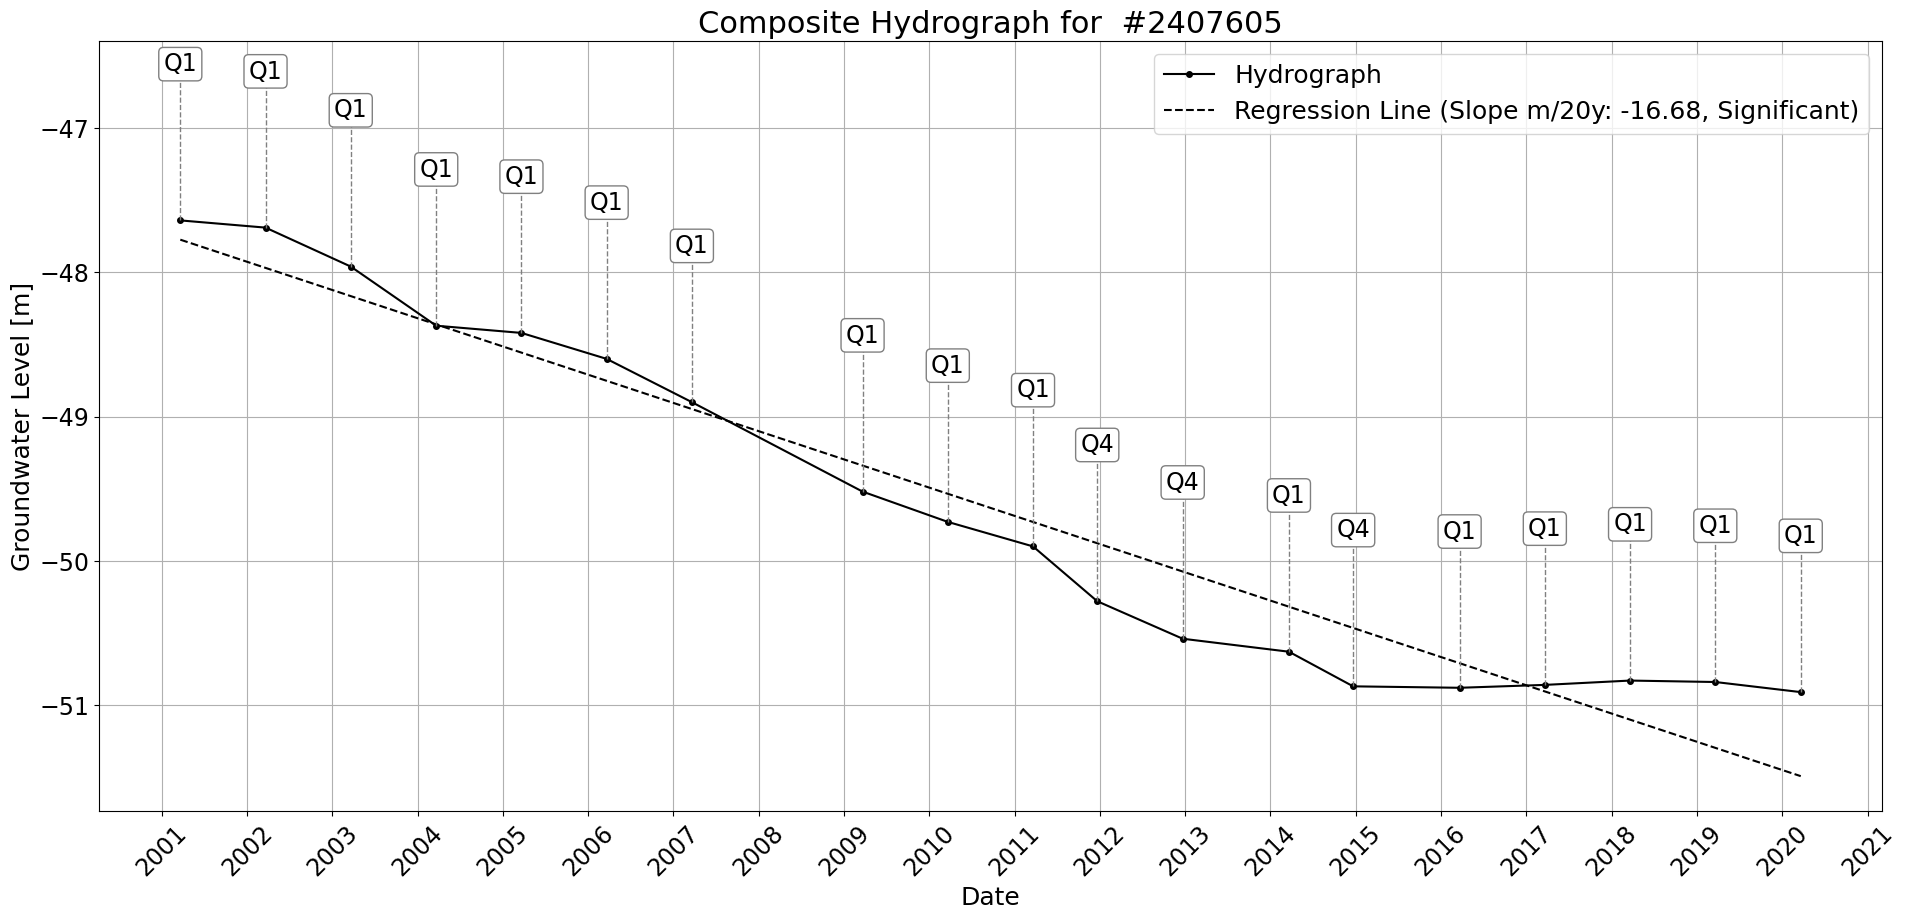 Composite Hydrograph for  #2407605
Hydrograph
Regression Line (Slope m/20y: -16.68, Significant)
Q1
Q1
Q1
Q1
Q1
Q1
Q1
Q1
Q1
Q1
Q4
Q4
Q1
Q4
Q1
Q1
Q1
Q1
Q1
Groundwater Level [m]
−47
−48
−49
−50
−51
2001
2002
2003
2004
2005
2006
2007
2008
2009
2010
2011
2012
2013
2014
2015
2016
2017
2018
2019
2020
2021
Date